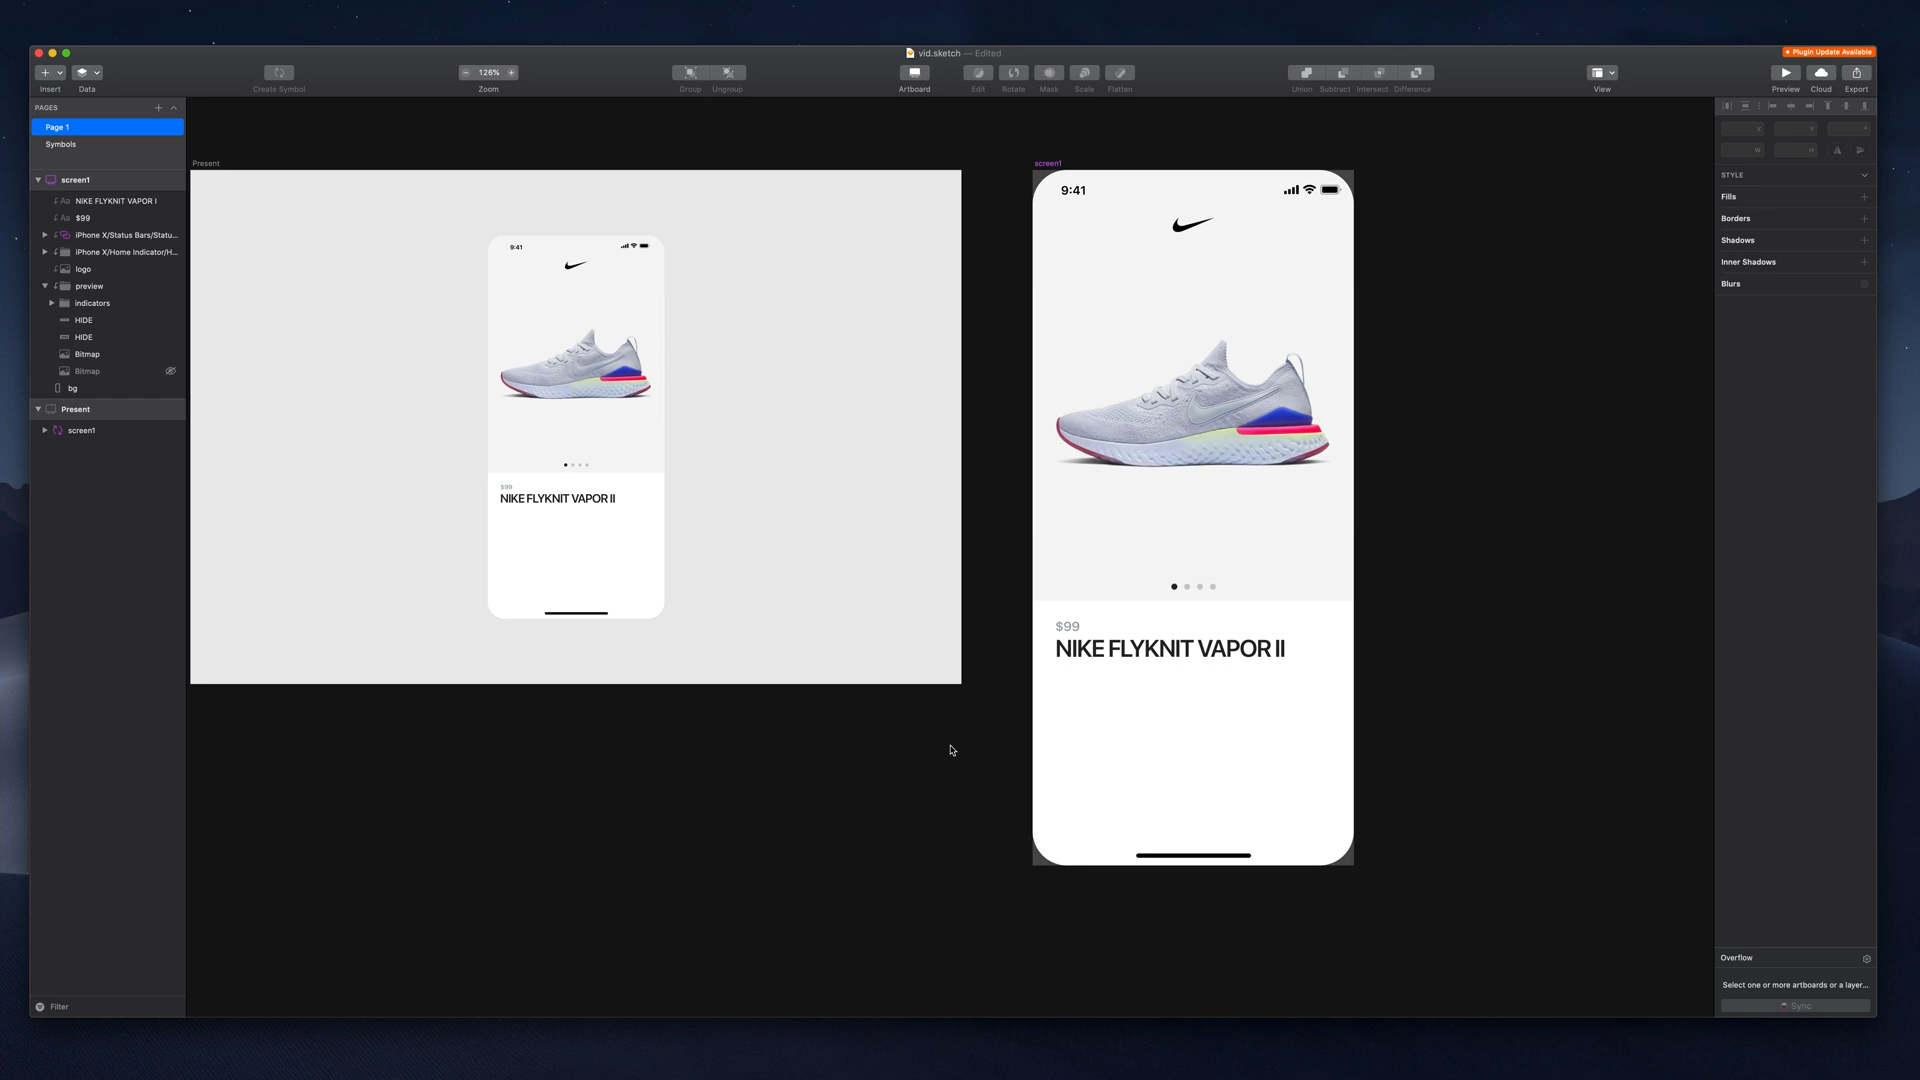 vid.sketch — Edited
Plugin Update Available
Insert
Data
Create Symbol
126%
Zoom
Group
Ungroup
Artboard
Edit
Rotate
Mask
Scale
Flatten
Union
Subtract
Intersect
Difference
View
Preview
Cloud
Export
PAGES
Page 1
Symbols
screen1
Aa NIKE FLYKNIT VAPOR I
Aa $99
iPhone X/Status Bars/Statu...
iPhone X/Home Indicator/H...
logo
preview
indicators
HIDE
HIDE
Bitmap
Bitmap
bg
Present
screen1
Filter
Present
9:41
$99
NIKE FLYKNIT VAPOR II
screen1
9:41
$99
NIKE FLYKNIT VAPOR II
X
Y
°
W
H
STYLE
Fills
Borders
Shadows
Inner Shadows
Blurs
Overflow
Select one or more artboards or a layer...
Sync